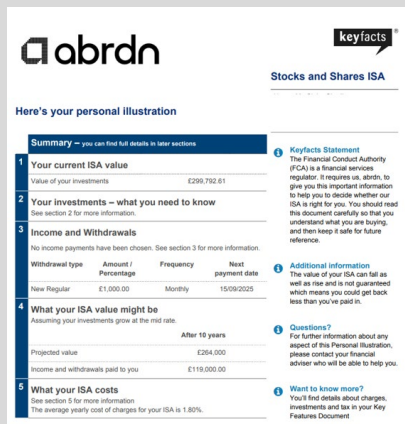 abrdn
keyfacts®
Stocks and Shares ISA
Here's your personal illustration
Summary – you can find full details in later sections
1 Your current ISA value
Value of your investments £299,792.61
2 Your investments – what you need to know
See section 2 for more information.
3 Income and Withdrawals
No income payments have been chosen. See section 3 for more information.
Withdrawal type Amount / Percentage Frequency Next payment date
New Regular £1,000.00 Monthly 15/09/2025
4 What your ISA value might be
Assuming your investments grow at the mid rate.
After 10 years
Projected value £264,000
Income and withdrawals paid to you £119,000.00
5 What your ISA costs
See section 5 for more information
The average yearly cost of charges for your ISA is 1.80%.
Keyfacts Statement
The Financial Conduct Authority
(FCA) is a financial services
regulator. It requires us, abrdn, to
give you this important information
to help you to decide whether our
ISA is right for you. You should read
this document carefully so that you
understand what you are buying,
and then keep it safe for future
reference.
Additional information
The value of your ISA can fall as
well as rise and is not guaranteed
which means you could get back
less than you've paid in.
Questions?
For further information about any
aspect of this Personal Illustration,
please contact your financial
adviser who will be able to help you.
Want to know more?
You'll find details about charges,
investments and tax in your Key
Features Document